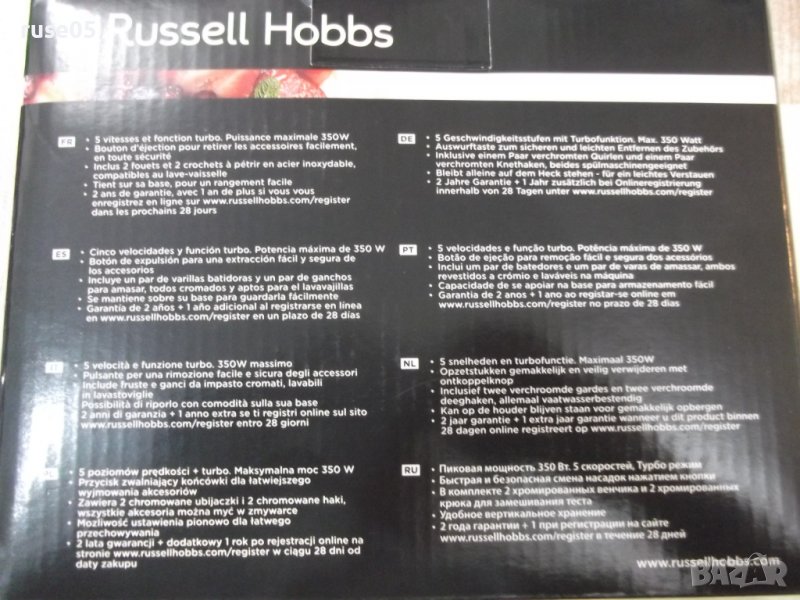 ruse05
Russell Hobbs
FR
• 5 vitesses et fonction turbo. Puissance maximale 350W
• Bouton d'éjection pour retirer les accessoires facilement,
en toute sécurité
• Inclus 2 fouets et 2 crochets à pétrir en acier inoxydable,
compatibles au lave-vaisselle
• Tient sur sa base, pour un rangement facile
• 2 ans de garantie, avec 1 an de plus si vous vous
enregistrez en ligne sur www.russellhobbs.com/register
dans les prochains 28 jours
DE
• 5 Geschwindigkeitsstufen mit Turbofunktion. Max. 350 Watt
• Auswurftaste zum sicheren und leichten Entfernen des Zubehörs
• Inklusive einem Paar verchromten Quirlen und einem Paar
verchromten Knethaken, beides spülmaschinengeeignet
• Bleibt alleine auf dem Heck stehen - für ein leichtes Verstauen
• 2 Jahre Garantie + 1 Jahr zusätzlich bei Onlineregistrierung
innerhalb von 28 Tagen unter www.russellhobbs.com/register
ES
• Cinco velocidades y función turbo. Potencia máxima de 350 W
• Botón de expulsión para una extracción fácil y segura de
los accesorios
• Incluye un par de varillas batidoras y un par de ganchos
para amasar, todos cromados y aptos para el lavavajillas
• Se mantiene sobre su base para guardarla fácilmente
• Garantía de 2 años + 1 año adicional al registrarse en línea
en www.russellhobbs.com/register en un plazo de 28 días
PT
• 5 velocidades e função turbo. Potência máxima de 350 W
• Botão de ejeção para remoção fácil e segura dos acessórios
• Inclui um par de batedores e um par de varas de amassar, ambos
revestidos a crómio e laváveis na máquina
• Capacidade de se apoiar na base para armazenamento fácil
• Garantia de 2 anos + 1 ano ao registar-se online em
www.russellhobbs.com/register no prazo de 28 dias
• 5 velocità e funzione turbo. 350W massimo
• Pulsante per una rimozione facile e sicura degli accessori
• Include fruste e ganci da impasto cromati, lavabili
in lavastoviglie
• Possibilità di riporlo con comodità sulla sua base
• 2 anni di garanzia + 1 anno extra se ti registri online sul sito
www.russellhobbs.com/register entro 28 giorni
NL
• 5 snelheden en turbofunctie. Maximaal 350W
• Opzetstukken gemakkelijk en veilig verwijderen met
ontkoppelknop
• Inclusief twee verchroomde gardes en twee verchroomde
deeghaken, allemaal vaatwasserbestendig
• Kan op de houder blijven staan voor gemakkelijk opbergen
• 2 jaar garantie + 1 extra jaar garantie wanneer u dit product binnen
28 dagen online registreert op www.russellhobbs.com/register
• 5 poziomów prędkości + turbo. Maksymalna moc 350 W
• Przycisk zwalniający końcówki dla łatwiejszego
wyjmowania akcesoriów
• Zawiera 2 chromowane ubijaczki i 2 chromowane haki,
wszystkie akcesoria można myć w zmywarce
• Możliwość ustawienia pionowo dla łatwego
przechowywania
• 2 lata gwarancji + dodatkowy 1 rok po rejestracji online na
stronie www.russellhobbs.com/register w ciągu 28 dni od
daty zakupu
RU
• Пиковая мощность 350 Вт. 5 скоростей, Турбо режим
• Быстрая и безопасная смена насадок нажатием кнопки
• В комплекте 2 хромированных венчика и 2 хромированных
крюка для замешивания теста
• Удобное вертикальное хранение
• 2 года гарантии + 1 при регистрации на сайте
www.russellhobbs.com/register в течение 28 дней
www.russellhobbs.com
bazar.bg